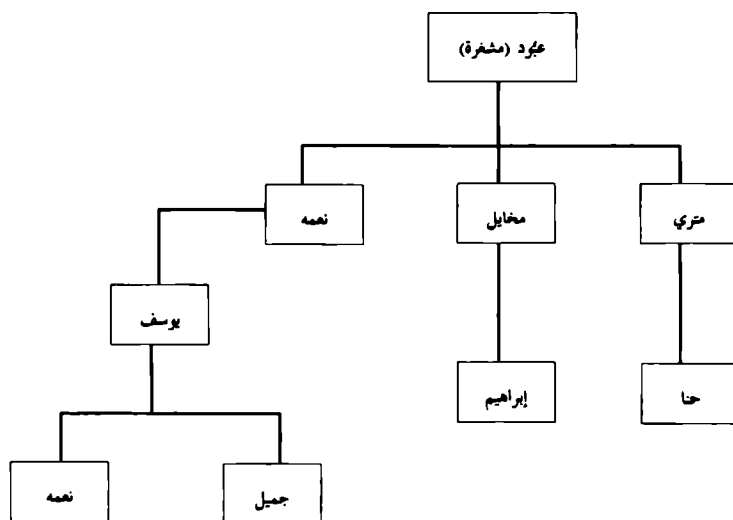 عبّود (مشغرة)
متري
مخايل
نعمه
يوسف
حنا
إبراهيم
جميل
نعمه